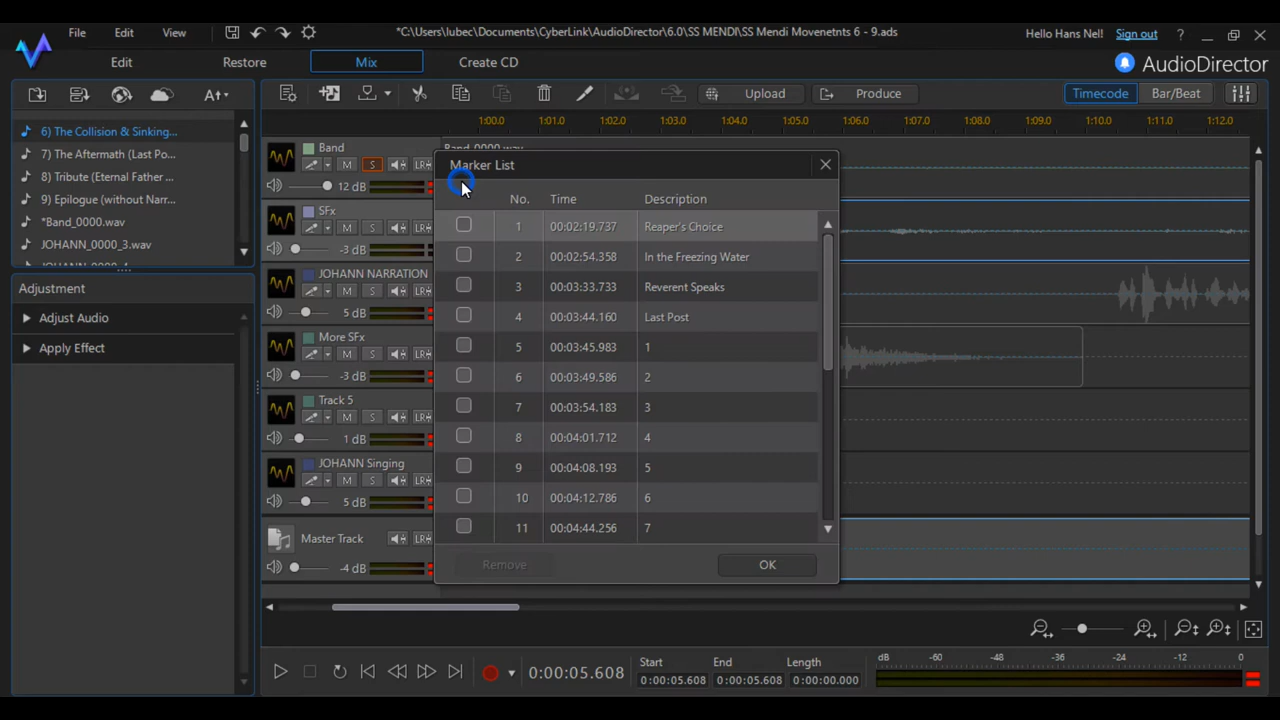 File Edit View *C:\Users\lubec\Documents\CyberLink\AudioDirector\6.0\SS MENDI\SS Mendi Movenetnts 6 - 9.ads Hello Hans Nel! Sign out ?
Edit Restore Mix Create CD AudioDirector
Upload Produce Timecode Bar/Beat
1:00.0 1:01.0 1:02.0 1:03.0 1:04.0 1:05.0 1:06.0 1:07.0 1:08.0 1:09.0 1:10.0 1:11.0 1:12.0
6) The Collision & Sinking...
7) The Aftermath (Last Po...
8) Tribute (Eternal Father ...
9) Epilogue (without Narr...
*Band_0000.wav
JOHANN_0000_3.wav
Adjustment
Adjust Audio
Apply Effect
Band Band_0000.wav
M S LR
12 dB
SFx
M S LR
-3 dB
JOHANN NARRATION
M S LR
5 dB
More SFx
M S LR
-3 dB
Track 5
M S LR
1 dB
JOHANN Singing
M S LR
5 dB
Master Track LR
-4 dB
Marker List
No. Time Description
1 00:02:19.737 Reaper's Choice
2 00:02:54.358 In the Freezing Water
3 00:03:33.733 Reverent Speaks
4 00:03:44.160 Last Post
5 00:03:45.983 1
6 00:03:49.586 2
7 00:03:54.183 3
8 00:04:01.712 4
9 00:04:08.193 5
10 00:04:12.786 6
11 00:04:44.256 7
Remove OK
0:00:05.608
Start End Length
0:00:05.608 0:00:05.608 0:00:00.000
dB -60 -48 -36 -24 -12 0